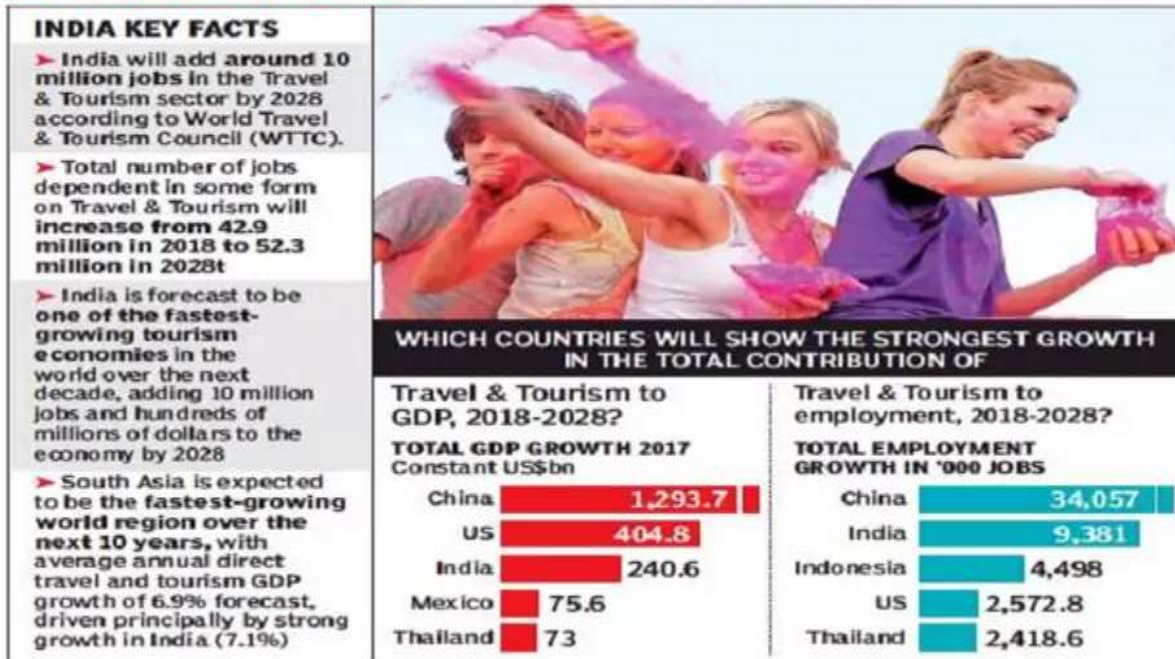 INDIA KEY FACTS
➤ India will add around 10
million jobs in the Travel
& Tourism sector by 2028
according to World Travel
& Tourism Council (WTTC).
➤ Total number of jobs
dependent in some form
on Travel & Tourism will
increase from 42.9
million in 2018 to 52.3
million in 2028t
➤ India is forecast to be
one of the fastest-
growing tourism
economies in the
world over the next
decade, adding 10 million
jobs and hundreds of
millions of dollars to the
economy by 2028
➤ South Asia is expected
to be the fastest-growing
world region over the
next 10 years, with
average annual direct
travel and tourism GDP
growth of 6.9% forecast,
driven principally by strong
growth in India (7.1%)
WHICH COUNTRIES WILL SHOW THE STRONGEST GROWTH
IN THE TOTAL CONTRIBUTION OF
Travel & Tourism to
GDP, 2018-2028?
TOTAL GDP GROWTH 2017
Constant US$bn
China 1,293.7
US 404.8
India 240.6
Mexico 75.6
Thailand 73
Travel & Tourism to
employment, 2018-2028?
TOTAL EMPLOYMENT
GROWTH IN '000 JOBS
China 34,057
India 9,381
Indonesia 4,498
US 2,572.8
Thailand 2,418.6